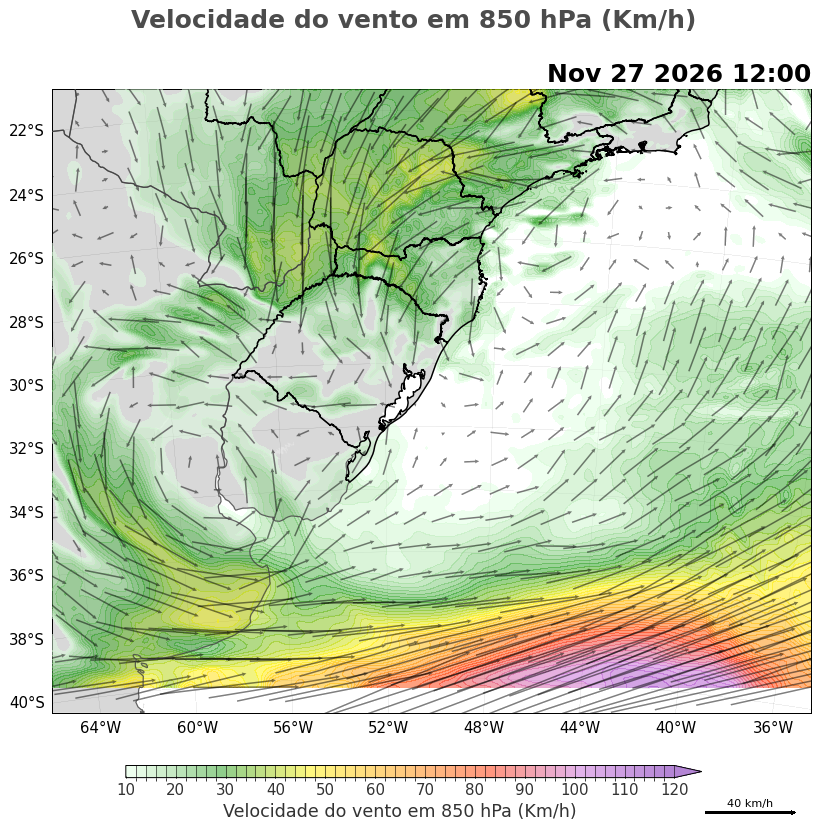 Velocidade do vento em 850 hPa (Km/h)
Nov 27 2026 12:00
22°S
24°S
26°S
28°S
30°S
32°S
34°S
36°S
38°S
40°S
64°W 60°W 56°W 52°W 48°W 44°W 40°W 36°W
10 20 30 40 50 60 70 80 90 100 110 120
Velocidade do vento em 850 hPa (Km/h)
40 km/h